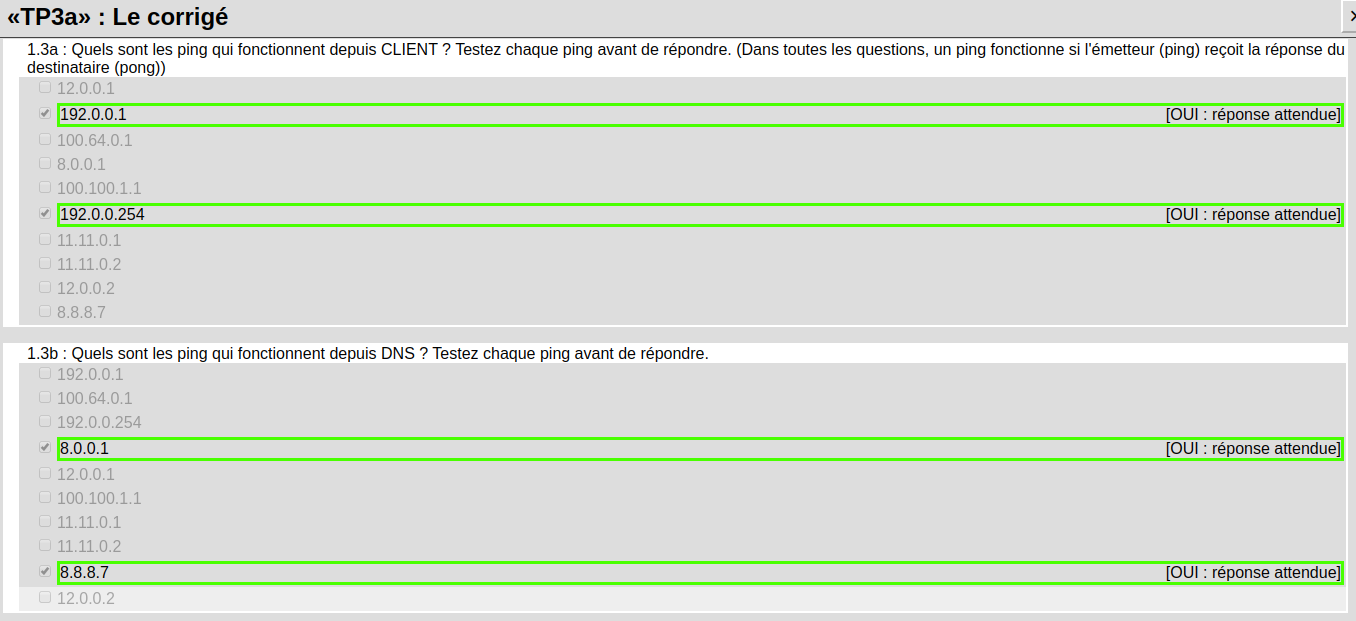 «TP3a» : Le corrigé
1.3a : Quels sont les ping qui fonctionnent depuis CLIENT ? Testez chaque ping avant de répondre. (Dans toutes les questions, un ping fonctionne si l'émetteur (ping) reçoit la réponse du
destinataire (pong))
12.0.0.1
192.0.0.1 [OUI : réponse attendue]
100.64.0.1
8.0.0.1
100.100.1.1
192.0.0.254 [OUI : réponse attendue]
11.11.0.1
11.11.0.2
12.0.0.2
8.8.8.7
1.3b : Quels sont les ping qui fonctionnent depuis DNS ? Testez chaque ping avant de répondre.
192.0.0.1
100.64.0.1
192.0.0.254
8.0.0.1 [OUI : réponse attendue]
12.0.0.1
100.100.1.1
11.11.0.1
11.11.0.2
8.8.8.7 [OUI : réponse attendue]
12.0.0.2